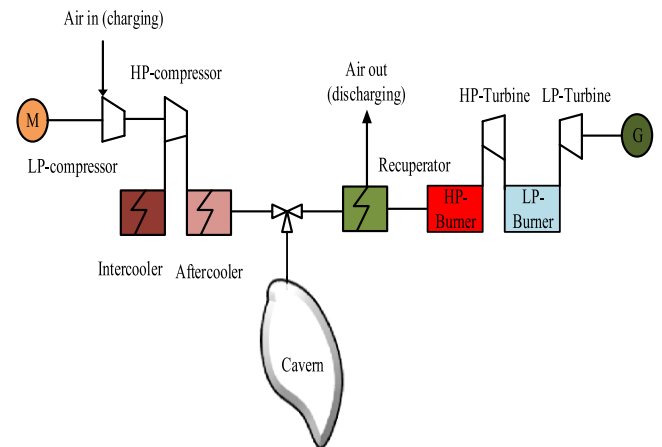 Air in (charging)
HP-compressor
Air out
(discharging)
HP-Turbine
LP-Turbine
M
G
LP-compressor
Recuperator
HP-
Burner
LP-
Burner
Intercooler
Aftercooler
Cavern